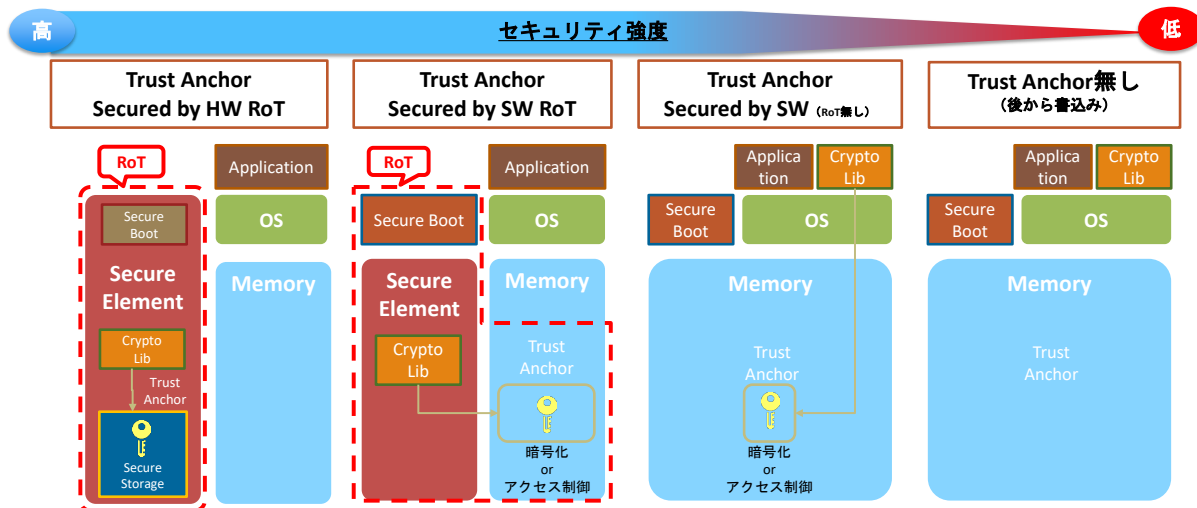 高
セキュリティ強度
低
Trust Anchor
Secured by HW RoT
RoT
Application
Secure
Boot
OS
Secure
Element
Memory
Crypto
Lib
Trust
Anchor
Secure
Storage
Trust Anchor
Secured by SW RoT
RoT
Application
Secure Boot
OS
Secure
Element
Memory
Crypto
Lib
Trust
Anchor
暗号化
or
アクセス制御
Trust Anchor
Secured by SW (RoT無し)
Applica
tion
Crypto
Lib
Secure
Boot
OS
Memory
Trust
Anchor
暗号化
or
アクセス制御
Trust Anchor無し
(後から書込み)
Applica
tion
Crypto
Lib
Secure
Boot
OS
Memory
Trust
Anchor